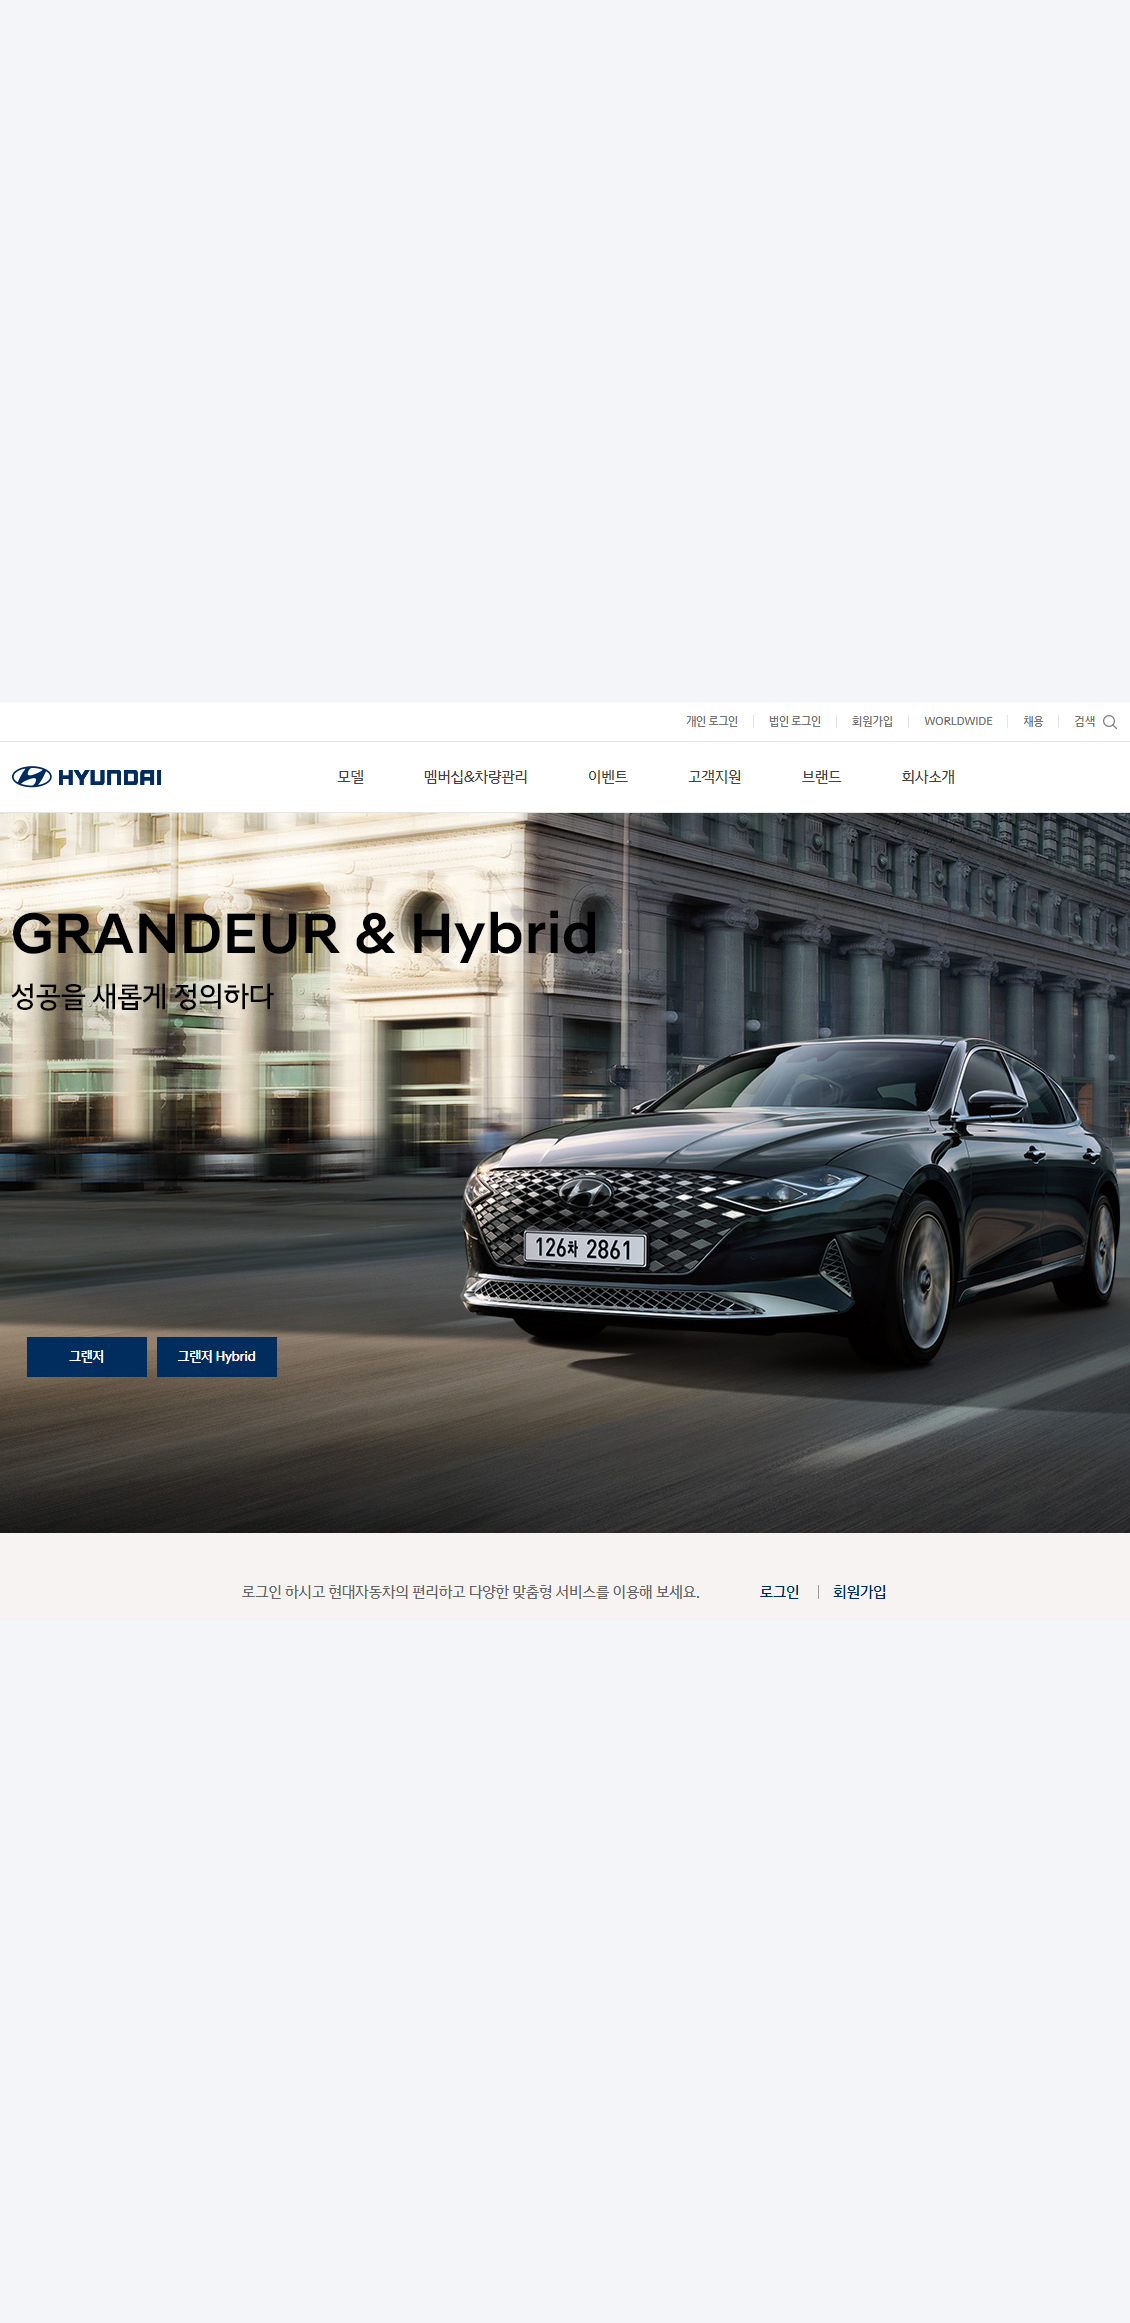 개인 로그인 법인 로그인 회원가입 WORLDWIDE 채용 검색
HYUNDAI 모델 멤버십&차량관리 이벤트 고객지원 브랜드 회사소개
GRANDEUR & Hybrid
성공을 새롭게 정의하다
126차 2861
그랜저 그랜저 Hybrid
로그인 하시고 현대자동차의 편리하고 다양한 맞춤형 서비스를 이용해 보세요. 로그인 회원가입